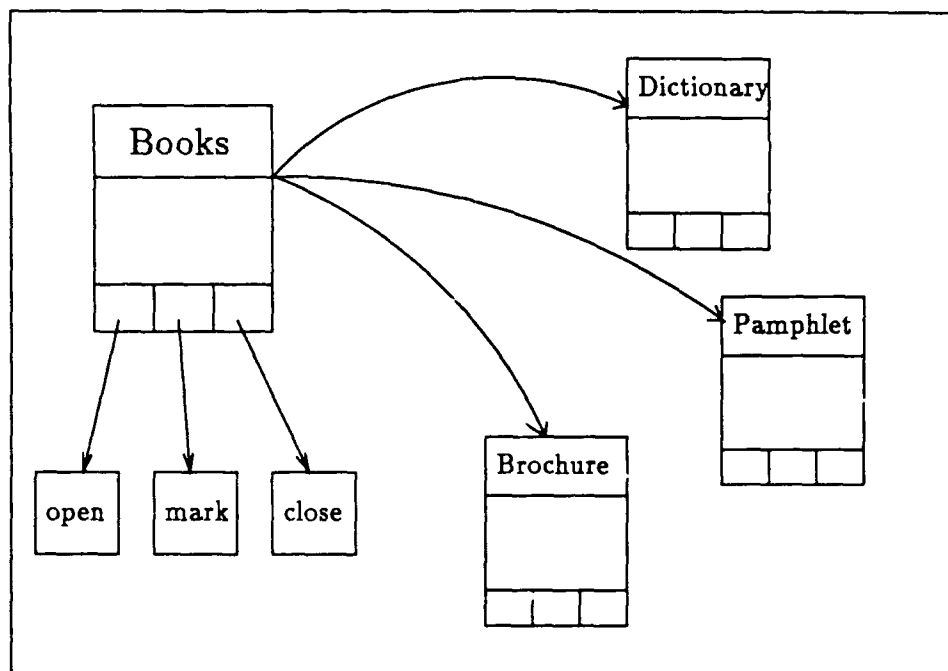 Dictionary
Books
Pamphlet
Brochure
open
mark
close